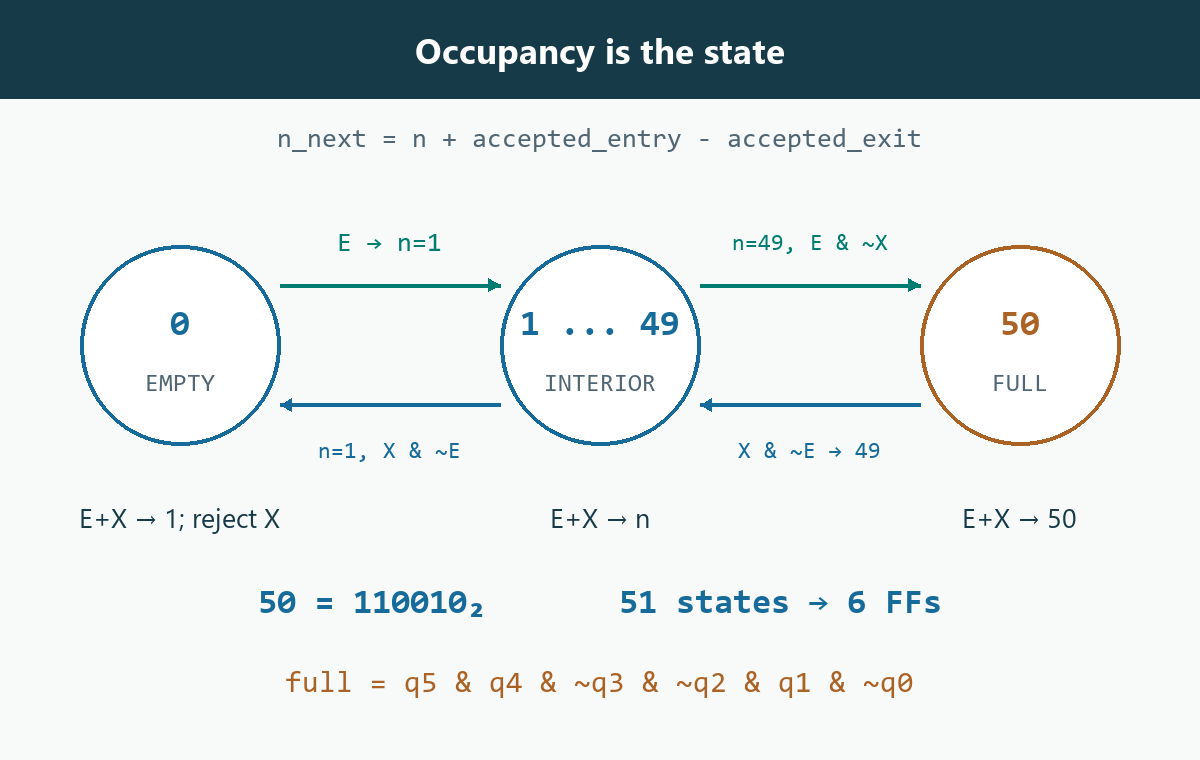 Occupancy is the state
n_next = n + accepted_entry - accepted_exit
E → n=1
n=49, E & ~X
0
EMPTY
1 ... 49
INTERIOR
50
FULL
n=1, X & ~E
X & ~E → 49
E+X → 1; reject X
E+X → n
E+X → 50
50 = 110010₂
51 states → 6 FFs
full = q5 & q4 & ~q3 & ~q2 & q1 & ~q0